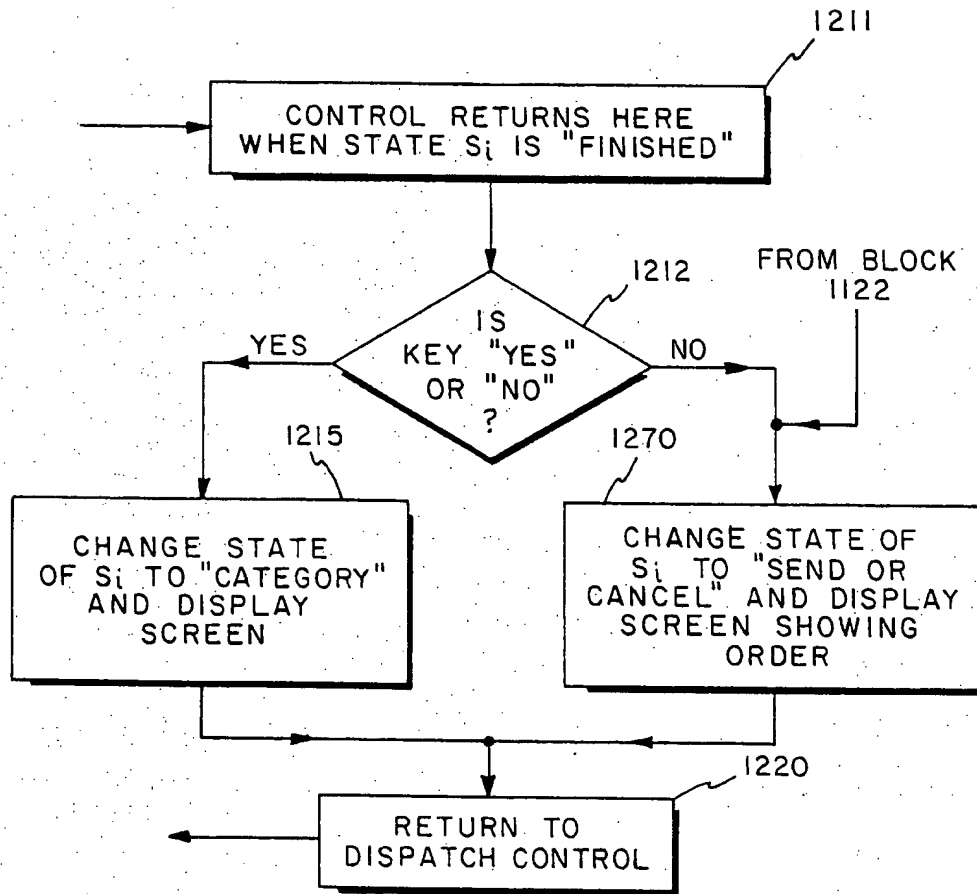 1211
CONTROL RETURNS HERE
WHEN STATE Si IS "FINISHED"
1212
FROM BLOCK
1122
IS
KEY "YES"
OR "NO"
?
YES
NO
1215
1270
CHANGE STATE
OF Si TO "CATEGORY"
AND DISPLAY
SCREEN
CHANGE STATE OF
Si TO "SEND OR
CANCEL" AND DISPLAY
SCREEN SHOWING
ORDER
1220
RETURN TO
DISPATCH CONTROL